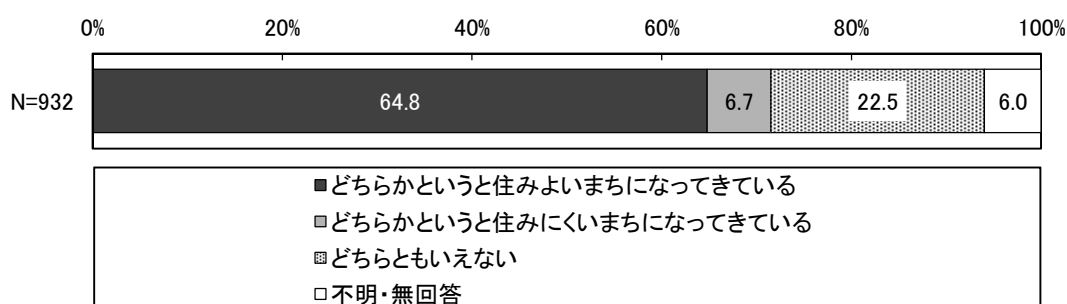 0% 20% 40% 60% 80% 100%
N=932 64.8 6.7 22.5 6.0
どちらかというと住みよいまちになってきている
どちらかというと住みにくいまちになってきている
どちらともいえない
不明・無回答